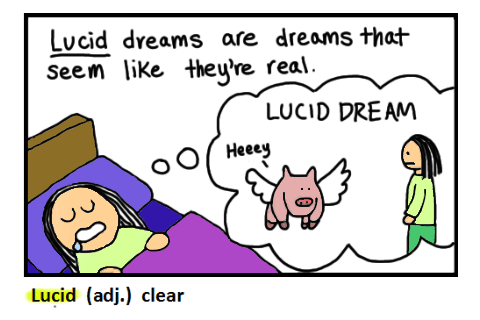 Lucid dreams are dreams that
seem like they're real.
LUCID DREAM
Heeey
Lucid (adj.) clear